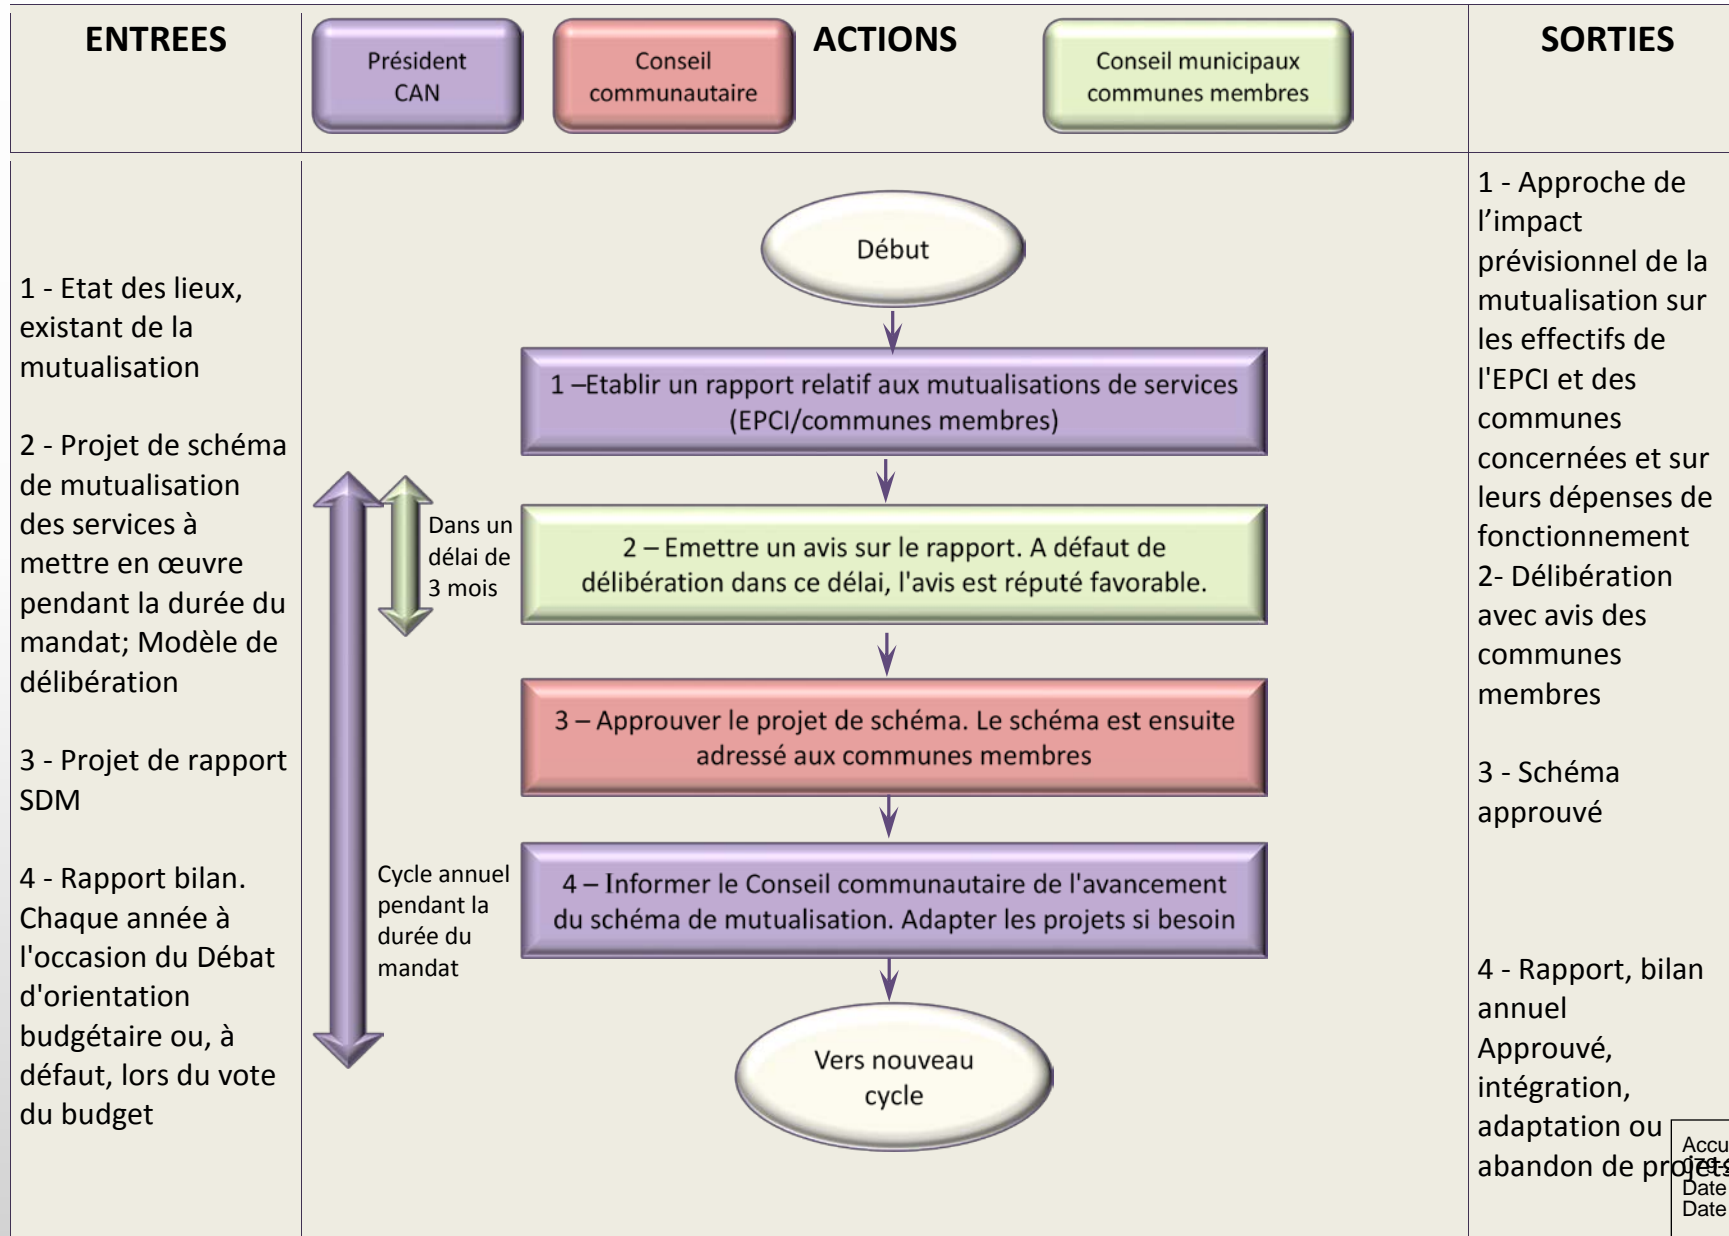 ENTREES
Président
CAN
Conseil
communautaire
ACTIONS
Conseil municipaux
communes membres
SORTIES
1 - Etat des lieux,
existant de la
mutualisation
2 - Projet de schéma
de mutualisation
des services à
mettre en œuvre
pendant la durée du
mandat; Modèle de
délibération
3 - Projet de rapport
SDM
4 - Rapport bilan.
Chaque année à
l'occasion du Débat
d'orientation
budgétaire ou, à
défaut, lors du vote
du budget
Début
1 –Etablir un rapport relatif aux mutualisations de services
(EPCI/communes membres)
Dans un
délai de
3 mois
2 – Emettre un avis sur le rapport. A défaut de
délibération dans ce délai, l'avis est réputé favorable.
3 – Approuver le projet de schéma. Le schéma est ensuite
adressé aux communes membres
Cycle annuel
pendant la
durée du
mandat
4 – Informer le Conseil communautaire de l'avancement
du schéma de mutualisation. Adapter les projets si besoin
Vers nouveau
cycle
1 - Approche de
l’impact
prévisionnel de la
mutualisation sur
les effectifs de
l'EPCI et des
communes
concernées et sur
leurs dépenses de
fonctionnement
2- Délibération
avec avis des
communes
membres
3 - Schéma
approuvé
4 - Rapport, bilan
annuel
Approuvé,
intégration,
adaptation ou
abandon de projets
Date
Date